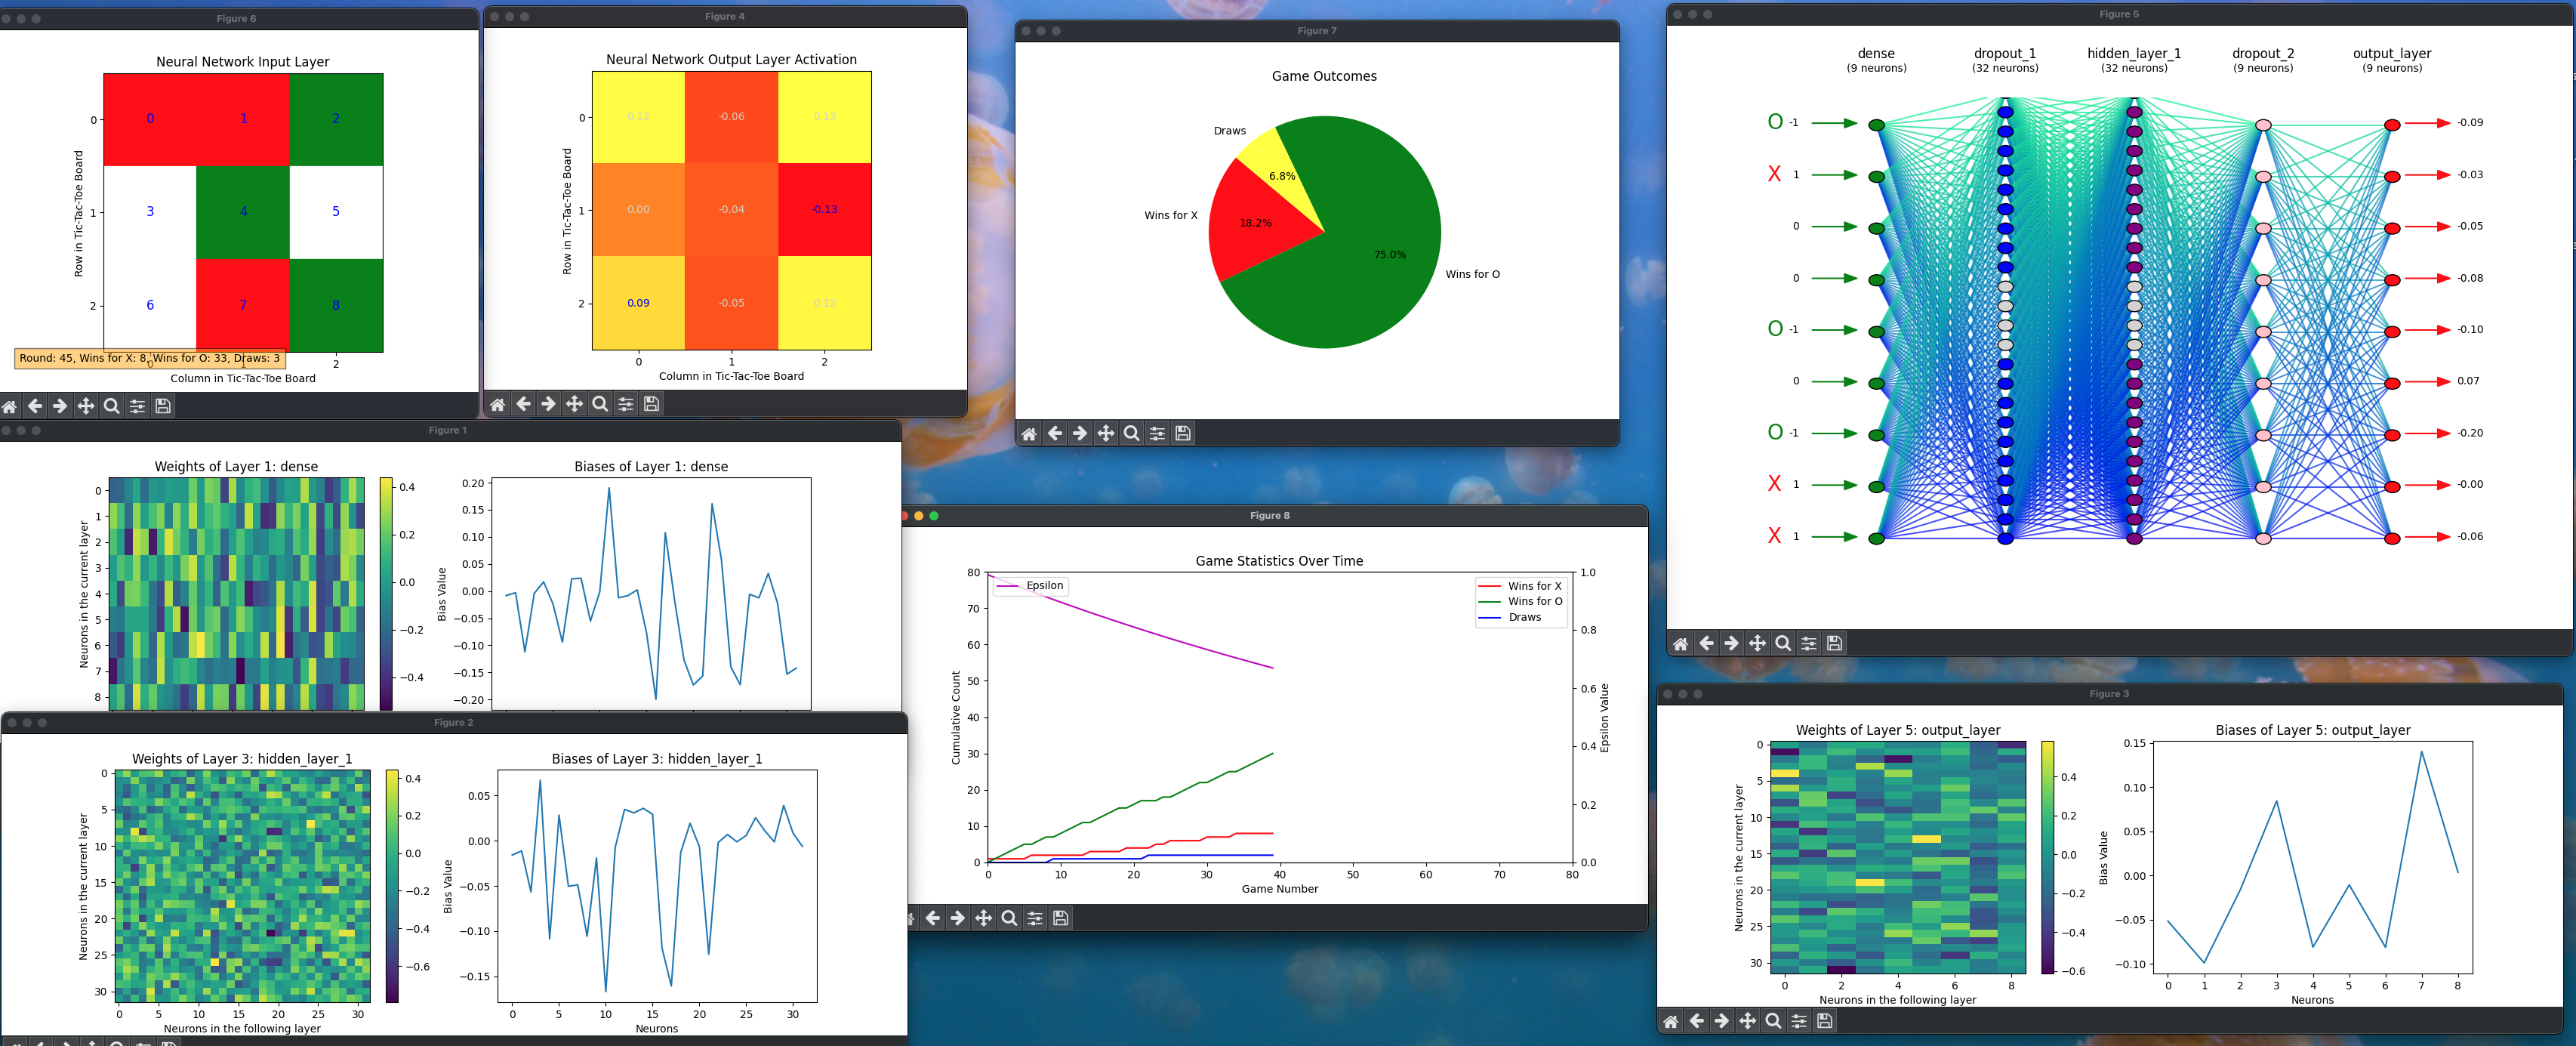 Figure 6
Neural Network Input Layer
Row in Tic-Tac-Toe Board
0
1
2
0 1 2
3 4 5
6 7 8
0 1 2
Round: 45, Wins for X: 8, Wins for O: 33, Draws: 3
Column in Tic-Tac-Toe Board
Figure 4
Neural Network Output Layer Activation
Row in Tic-Tac-Toe Board
0
1
2
0.12 -0.06 0.13
0.00 -0.04 -0.13
0.09 -0.05 0.12
0 1 2
Column in Tic-Tac-Toe Board
Figure 7
Game Outcomes
Draws
6.8%
Wins for X
18.2%
75.0%
Wins for O
Figure 5
dense dropout_1 hidden_layer_1 dropout_2 output_layer
(9 neurons) (32 neurons) (32 neurons) (9 neurons) (9 neurons)
O -1 -0.09
X 1 -0.03
0 -0.05
0 -0.08
O -1 -0.10
0 0.07
O -1 -0.20
X 1 -0.00
X 1 -0.06
Figure 1
Weights of Layer 1: dense
Neurons in the current layer
0
1
2
3
4
5
6
7
8
0.4
0.2
0.0
−0.2
−0.4
Biases of Layer 1: dense
Bias Value
0.20
0.15
0.10
0.05
0.00
−0.05
−0.10
−0.15
−0.20
Figure 8
Game Statistics Over Time
Cumulative Count
80
70
60
50
40
30
20
10
0
Epsilon
Wins for X
Wins for O
Draws
1.0
0.8
0.6
0.4
0.2
0.0
Epsilon Value
0 10 20 30 40 50 60 70 80
Game Number
Figure 2
Weights of Layer 3: hidden_layer_1
Neurons in the current layer
0
5
10
15
20
25
30
0 5 10 15 20 25 30
Neurons in the following layer
0.4
0.2
0.0
−0.2
−0.4
−0.6
Biases of Layer 3: hidden_layer_1
Bias Value
0.05
0.00
−0.05
−0.10
−0.15
0 5 10 15 20 25 30
Neurons
Figure 3
Weights of Layer 5: output_layer
Neurons in the current layer
0
5
10
15
20
25
30
0 2 4 6 8
Neurons in the following layer
0.4
0.2
0.0
−0.2
−0.4
−0.6
Biases of Layer 5: output_layer
Bias Value
0.15
0.10
0.05
0.00
−0.05
−0.10
0 1 2 3 4 5 6 7 8
Neurons